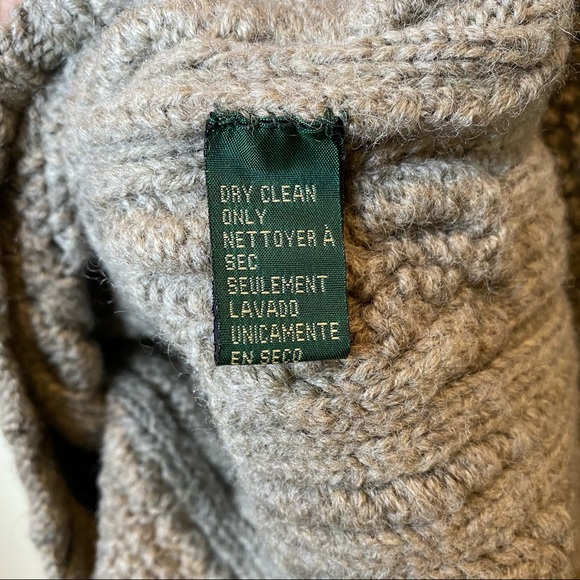 DRY CLEAN
ONLY
NETTOYER À
SEC
SEULEMENT
LAVADO
UNICAMENTE
EN SECO